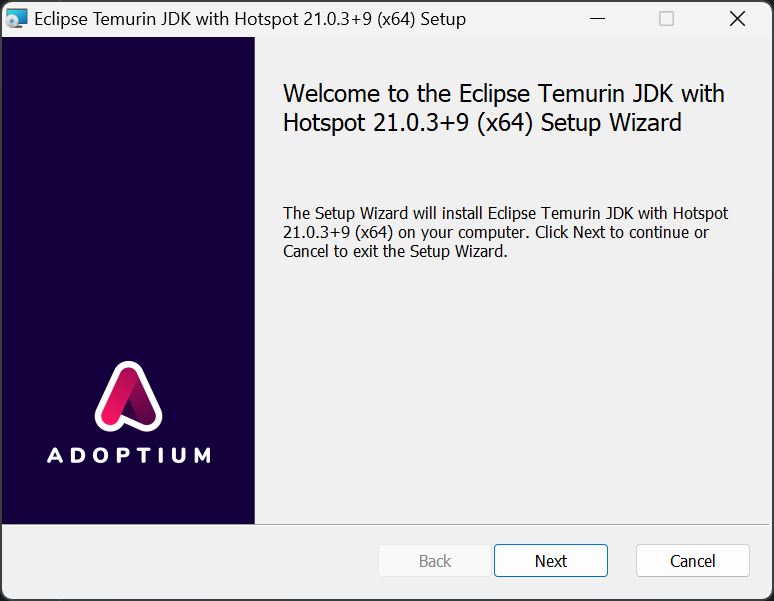 Eclipse Temurin JDK with Hotspot 21.0.3+9 (x64) Setup
Welcome to the Eclipse Temurin JDK with
Hotspot 21.0.3+9 (x64) Setup Wizard
The Setup Wizard will install Eclipse Temurin JDK with Hotspot
21.0.3+9 (x64) on your computer. Click Next to continue or
Cancel to exit the Setup Wizard.
ADOPTIUM
Back
Next
Cancel